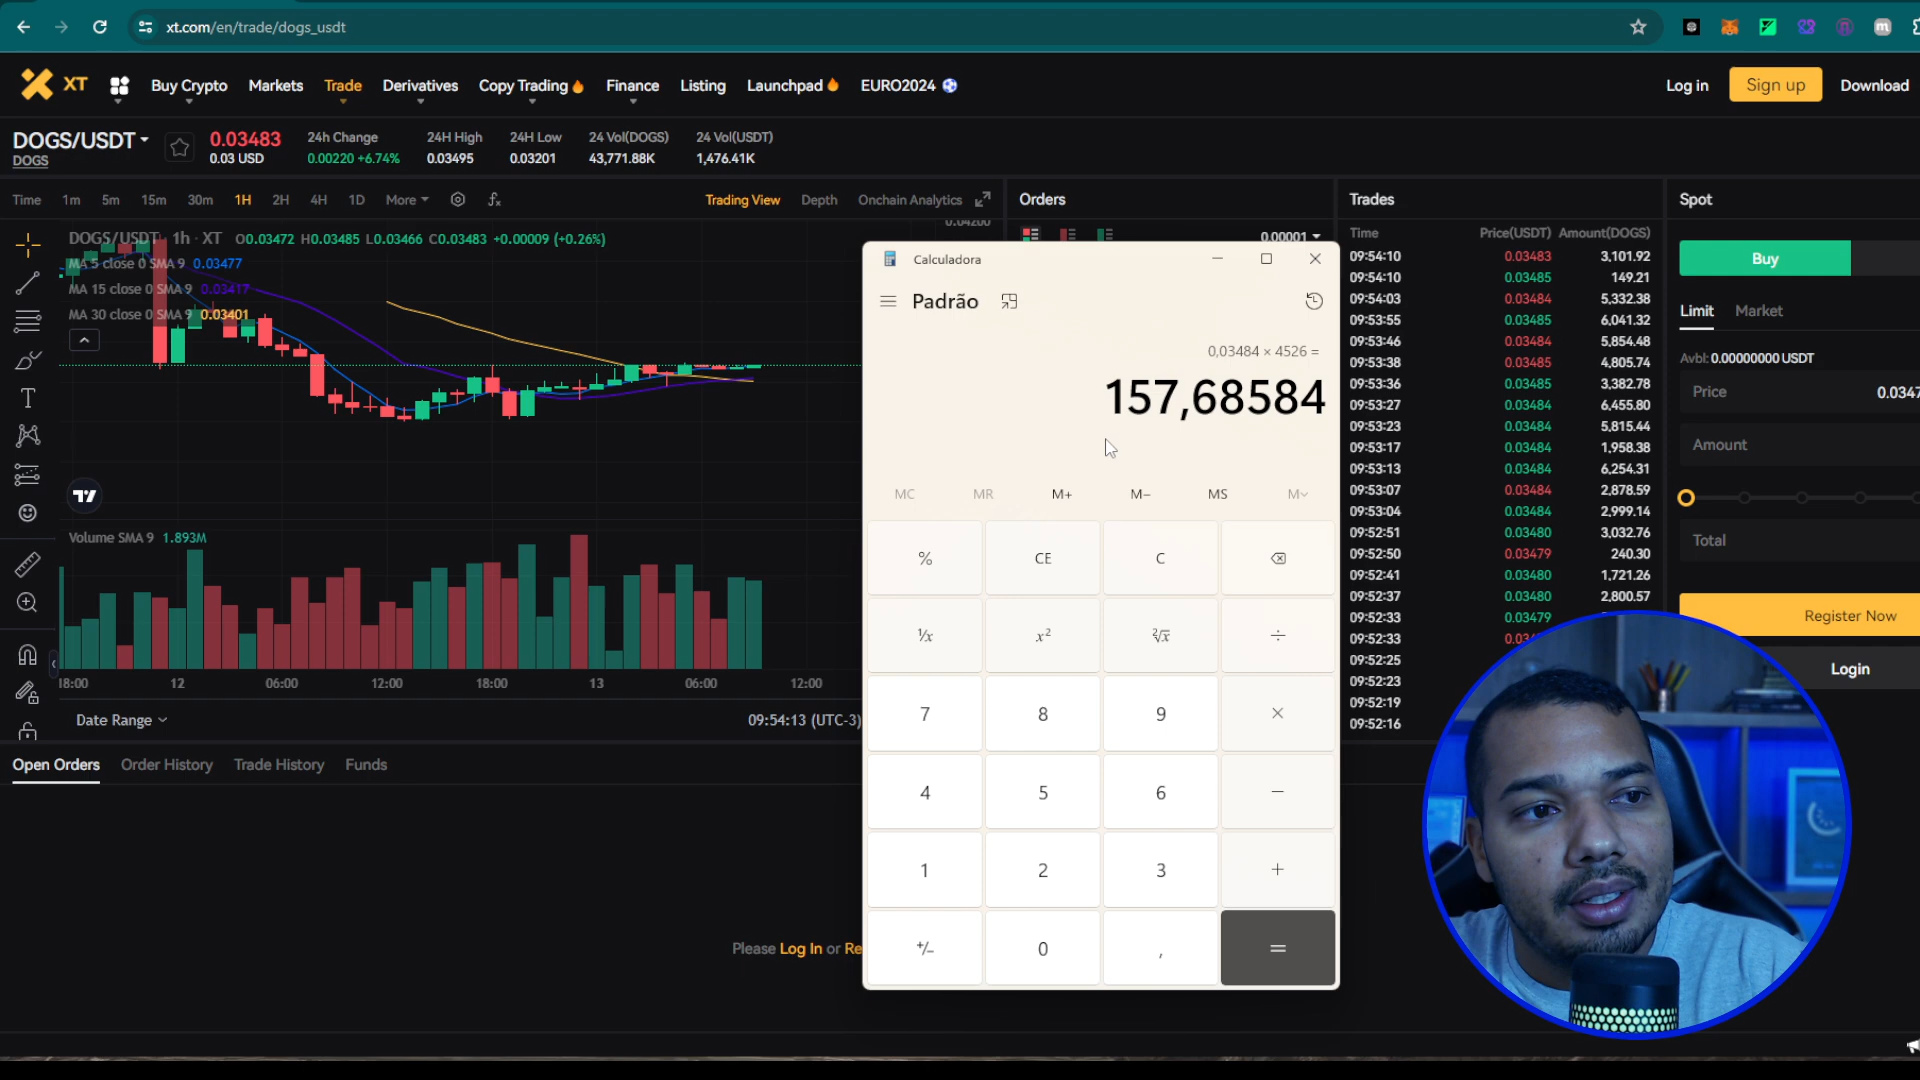 xt.com/en/trade/dogs_usdt
XT
Buy Crypto Markets Trade Derivatives Copy Trading Finance Listing Launchpad EURO2024
Log in Sign up Download
DOGS/USDT
DOGS
0.03483
0.03 USD
24h Change
0.00220 +6.74%
24H High
0.03495
24H Low
0.03201
24 Vol(DOGS)
43,771.88K
24 Vol(USDT)
1,476.41K
Time 1m 5m 15m 30m 1H 2H 4H 1D More
Trading View Depth Onchain Analytics
DOGS/USDT · 1h · XT O0.03472 H0.03485 L0.03466 C0.03483 +0.00009 (+0.26%)
MA 5 close 0 SMA 9 0.03477
MA 15 close 0 SMA 9 0.03417
MA 30 close 0 SMA 9 0.03401
Volume SMA 9 1.893M
18:00 12 06:00 12:00 18:00 13 06:00 12:00
Date Range
09:54:13 (UTC-3)
Orders
0.00001
Calculadora
Padrão
0,03484 × 4526 =
157,68584
MC MR M+ M− MS M
% CE C
¹/x x² ²√x ÷
7 8 9 ×
4 5 6 −
1 2 3 +
+/− 0 , =
Trades
Time Price(USDT) Amount(DOGS)
09:54:10 0.03483 3,101.92
09:54:10 0.03485 149.21
09:54:03 0.03484 5,332.38
09:53:55 0.03485 6,041.32
09:53:46 0.03484 5,854.48
09:53:38 0.03485 4,805.74
09:53:36 0.03485 3,382.78
09:53:27 0.03484 6,455.80
09:53:23 0.03484 5,815.44
09:53:17 0.03484 1,958.38
09:53:13 0.03484 6,254.31
09:53:07 0.03484 2,878.59
09:53:04 0.03484 2,999.14
09:52:51 0.03480 3,032.76
09:52:50 0.03479 240.30
09:52:41 0.03480 1,721.26
09:52:37 0.03480 2,800.57
09:52:33 0.03479
09:52:33
09:52:25
09:52:23
09:52:19
09:52:16
Spot
Buy
Limit Market
Avbl: 0.00000000 USDT
Price 0.0347
Amount
Total
Register Now
Login
Open Orders Order History Trade History Funds
Please Log In or Re